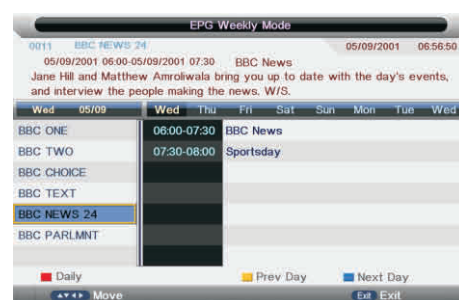 EPG Weekly Mode
0011 BBC NEWS 24 05/09/2001 06:56:50
05/09/2001 06:00-05/09/2001 07:30 BBC News
Jane Hill and Matthew Amroliwala bring you up to date with the day's events,
and interview the people making the news. W/S.
Wed 05/09 Wed Thu Fri Sat Sun Mon Tue Wed
BBC ONE 06:00-07:30 BBC News
BBC TWO 07:30-08:00 Sportsday
BBC CHOICE
BBC TEXT
BBC NEWS 24
BBC PARLMNT
Daily Prev Day Next Day
Move Exit Exit